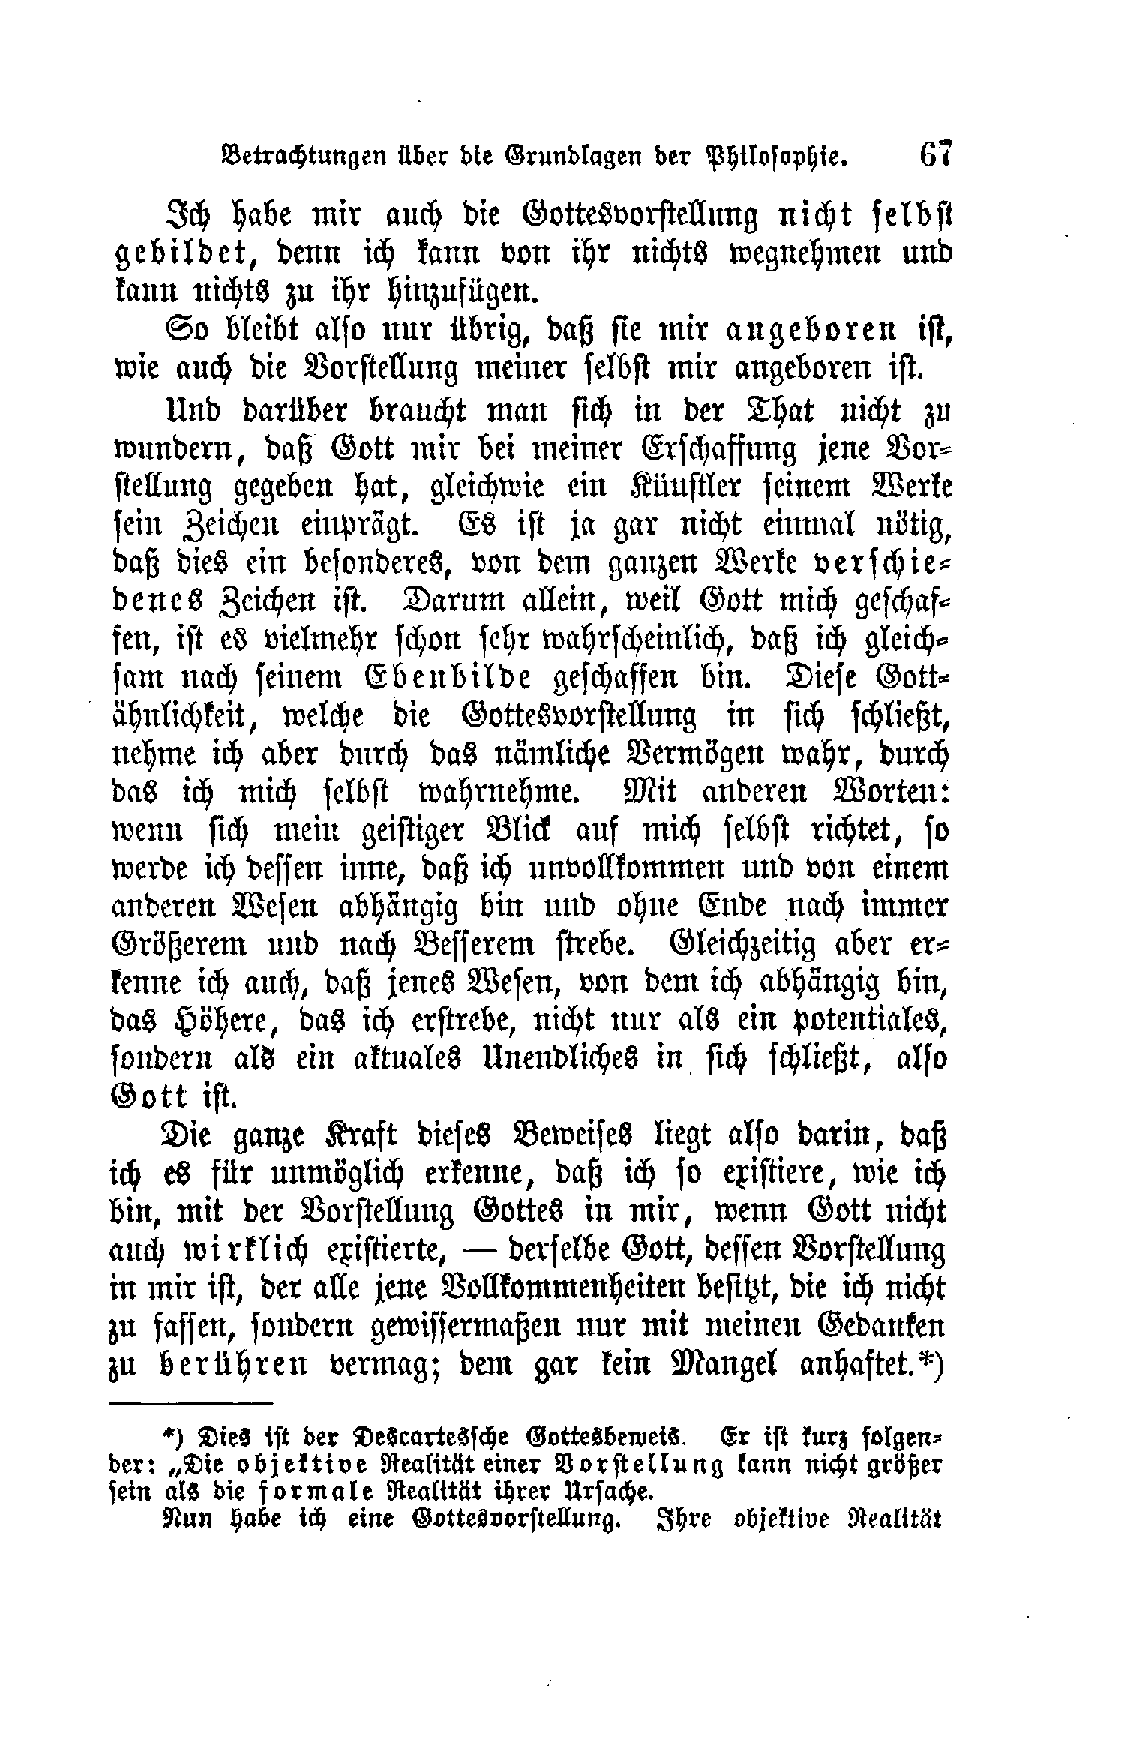 Betrachtungen über die Grundlagen der Philosophie. 67
Ich habe mir auch die Gottesvorstellung nicht selbst
gebildet, denn ich kann von ihr nichts wegnehmen und
kann nichts zu ihr hinzufügen.
So bleibt also nur übrig, daß sie mir angeboren ist,
wie auch die Vorstellung meiner selbst mir angeboren ist.
Und darüber braucht man sich in der That nicht zu
wundern, daß Gott mir bei meiner Erschaffung jene Vor-
stellung gegeben hat, gleichwie ein Künstler seinem Werke
sein Zeichen einprägt. Es ist ja gar nicht einmal nötig,
daß dies ein besonderes, von dem ganzen Werke verschie-
denes Zeichen ist. Darum allein, weil Gott mich geschaf-
fen, ist es vielmehr schon sehr wahrscheinlich, daß ich gleich-
sam nach seinem Ebenbilde geschaffen bin. Diese Gott-
ähnlichkeit, welche die Gottesvorstellung in sich schließt,
nehme ich aber durch das nämliche Vermögen wahr, durch
das ich mich selbst wahrnehme. Mit anderen Worten:
wenn sich mein geistiger Blick auf mich selbst richtet, so
werde ich dessen inne, daß ich unvollkommen und von einem
anderen Wesen abhängig bin und ohne Ende nach immer
Größerem und nach Besserem strebe. Gleichzeitig aber er-
kenne ich auch, daß jenes Wesen, von dem ich abhängig bin,
das Höhere, das ich erstrebe, nicht nur als ein potentiales,
sondern als ein aktuales Unendliches in sich schließt, also
Gott ist.
Die ganze Kraft dieses Beweises liegt also darin, daß
ich es für unmöglich erkenne, daß ich so existiere, wie ich
bin, mit der Vorstellung Gottes in mir, wenn Gott nicht
auch wirklich existierte, — derselbe Gott, dessen Vorstellung
in mir ist, der alle jene Vollkommenheiten besitzt, die ich nicht
zu fassen, sondern gewissermaßen nur mit meinen Gedanken
zu berühren vermag; dem gar kein Mangel anhaftet.*)
*) Dies ist der Descartessche Gottesbeweis. Er ist kurz folgen-
der: „Die objektive Realität einer Vorstellung kann nicht größer
sein als die formale Realität ihrer Ursache.
Nun habe ich eine Gottesvorstellung. Ihre objektive Realität